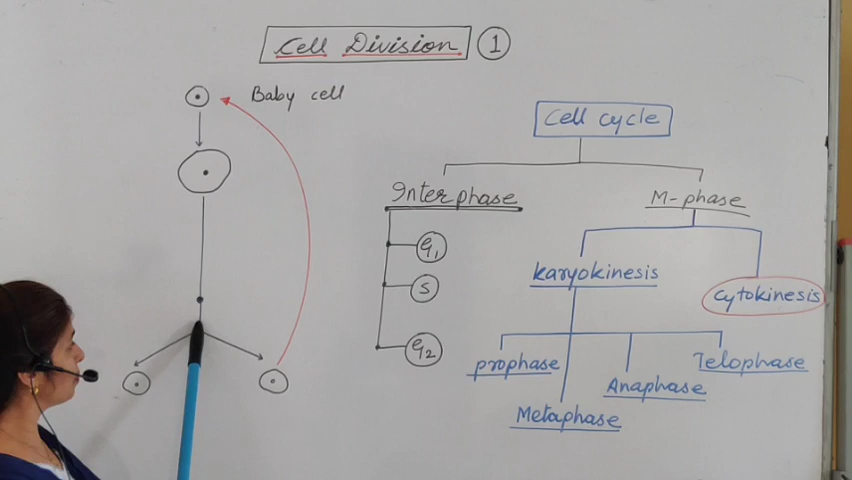 Cell Division 1
Baby cell
Cell cycle
Interphase
M-phase
G1
S
G2
karyokinesis
cytokinesis
prophase
Metaphase
Anaphase
Telophase